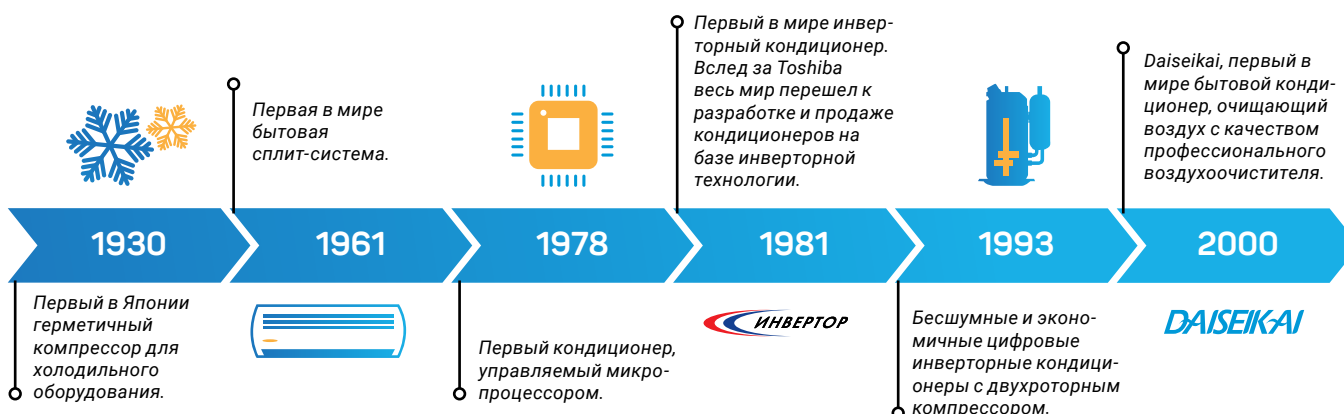 Первая в мире
бытовая
сплит-система.
Первый в мире инвер-
торный кондиционер.
Вслед за Toshiba
весь мир перешел к
разработке и продаже
кондиционеров на
базе инверторной
технологии.
Daiseikai, первый в
мире бытовой конди-
ционер, очищающий
воздух с качеством
профессионального
воздухоочистителя.
1930
1961
1978
1981
1993
2000
Первый в Японии
герметичный
компрессор для
холодильного
оборудования.
Первый кондиционер,
управляемый микро-
процессором.
ИНВЕРТОР
Бесшумные и эконо-
мичные цифровые
инверторные кондици-
онеры с двухроторным
компрессором.
DAISEIKAI